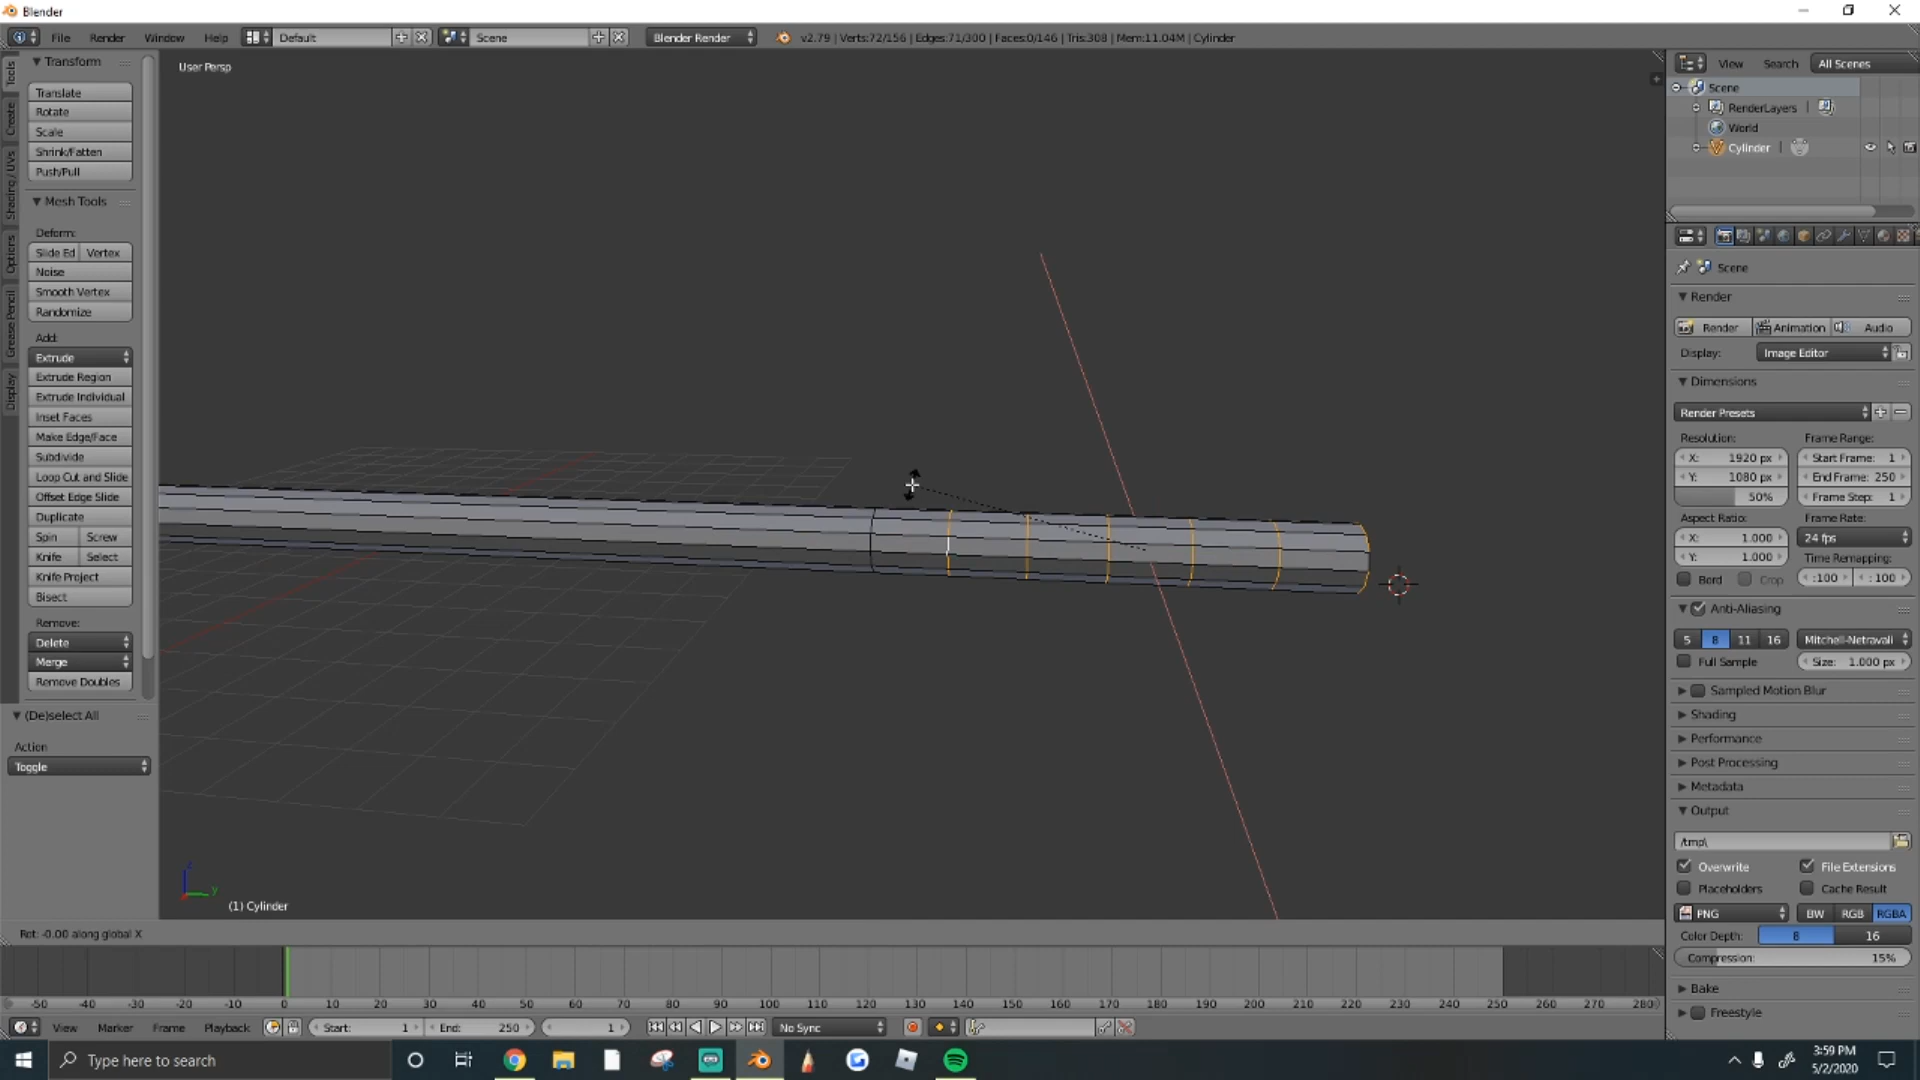 Blender
File Render Window Help Default Scene Blender Render v2.79 | Verts:72/156 | Edges:71/300 | Faces:0/146 | Tris:308 | Mem:11.04M | Cylinder
Tools
Create
Shading / UVs
Options
Grease Pencil
Display
Transform
Translate
Rotate
Scale
Shrink/Fatten
Push/Pull
Mesh Tools
Deform:
Slide Ed Vertex
Noise
Smooth Vertex
Randomize
Add:
Extrude
Extrude Region
Extrude Individual
Inset Faces
Make Edge/Face
Subdivide
Loop Cut and Slide
Offset Edge Slide
Duplicate
Spin Screw
Knife Select
Knife Project
Bisect
Remove:
Delete
Merge
Remove Doubles
(De)select All
Action
Toggle
User Persp
z
y
(1) Cylinder
Rot: -0.00 along global X
View Search All Scenes
Scene
RenderLayers
World
Cylinder
Scene
Render
Render Animation Audio
Display: Image Editor
Dimensions
Render Presets
Resolution: Frame Range:
X: 1920 px Start Frame: 1
Y: 1080 px End Frame: 250
50% Frame Step: 1
Aspect Ratio: Frame Rate:
X: 1.000 24 fps
Y: 1.000 Time Remapping:
Bord Crop :100 :100
Anti-Aliasing
5 8 11 16 Mitchell-Netravali
Full Sample Size: 1.000 px
Sampled Motion Blur
Shading
Performance
Post Processing
Metadata
Output
/tmp\
Overwrite File Extensions
Placeholders Cache Result
PNG BW RGB RGBA
Color Depth: 8 16
Compression: 15%
Bake
Freestyle
-50 -40 -30 -20 -10 0 10 20 30 40 50 60 70 80 90 100 110 120 130 140 150 160 170 180 190 200 210 220 230 240 250 260 270 280
View Marker Frame Playback Start: 1 End: 250 1 No Sync
Type here to search
3:59 PM
5/2/2020